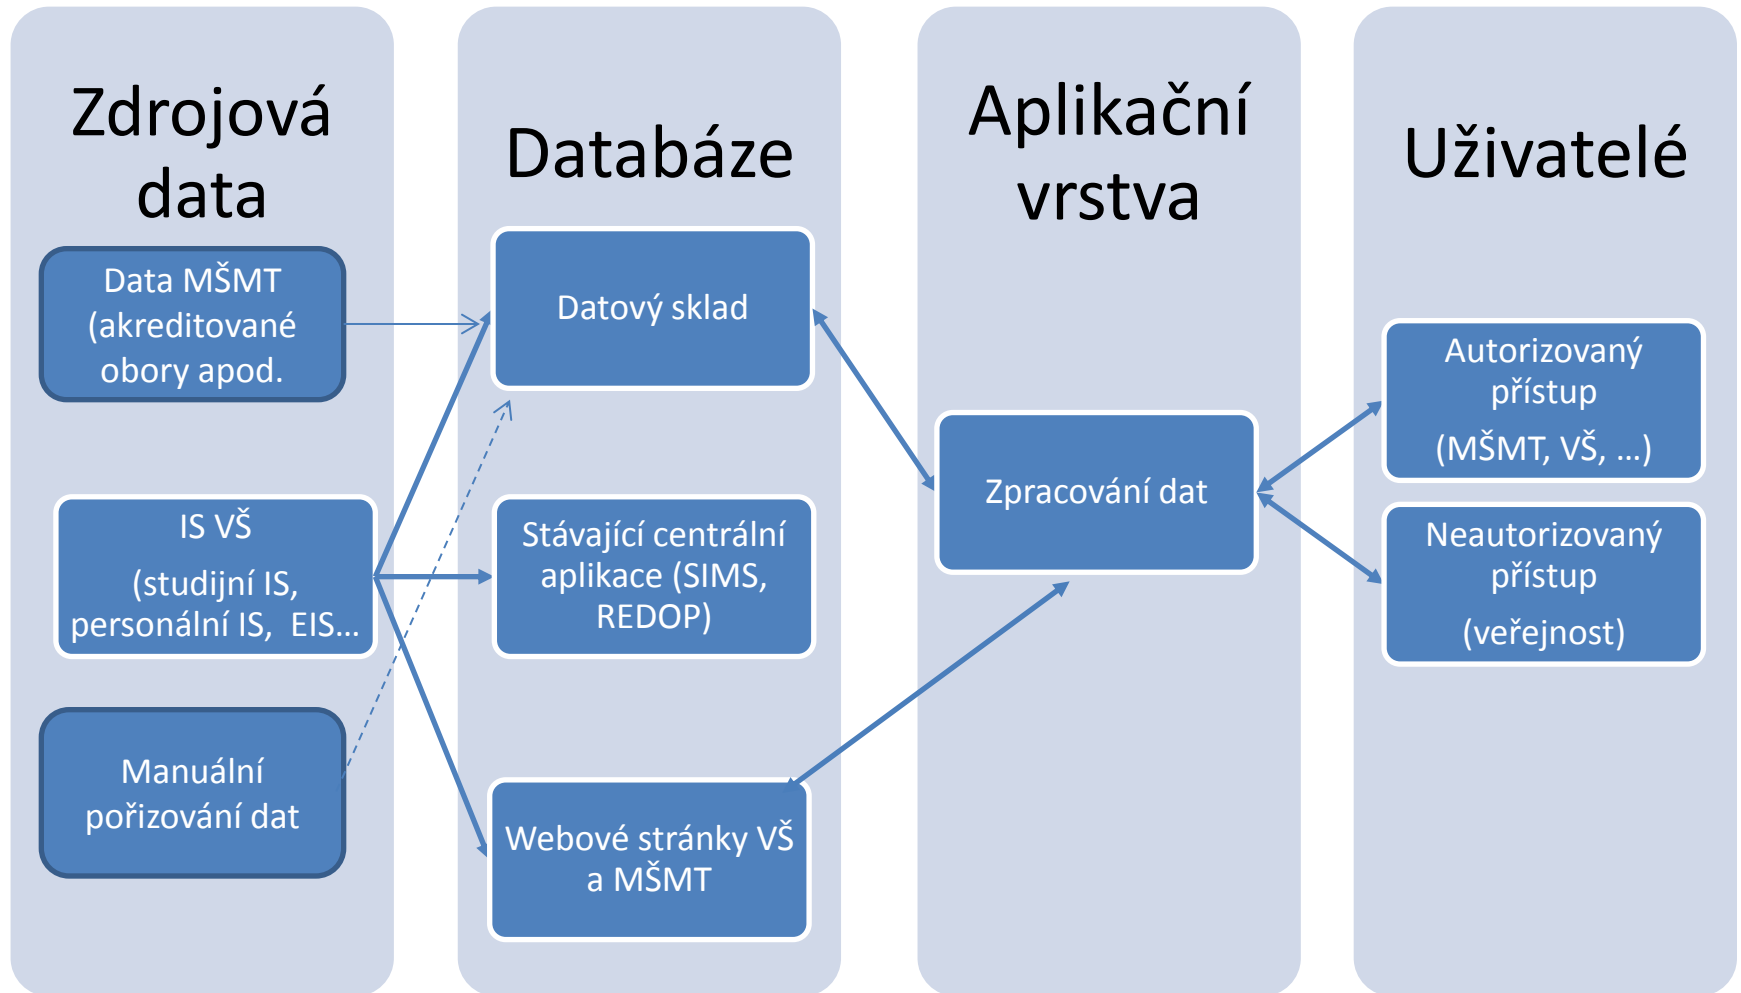 Zdrojová
data
Data MŠMT
(akreditované
obory apod.
IS VŠ
(studijní IS,
personální IS,  EIS...
Manuální
pořizování dat
Databáze
Datový sklad
Stávající centrální
aplikace (SIMS,
REDOP)
Webové stránky VŠ
a MŠMT
Aplikační
vrstva
Zpracování dat
Uživatelé
Autorizovaný
přístup
(MŠMT, VŠ, ...)
Neautorizovaný
přístup
(veřejnost)